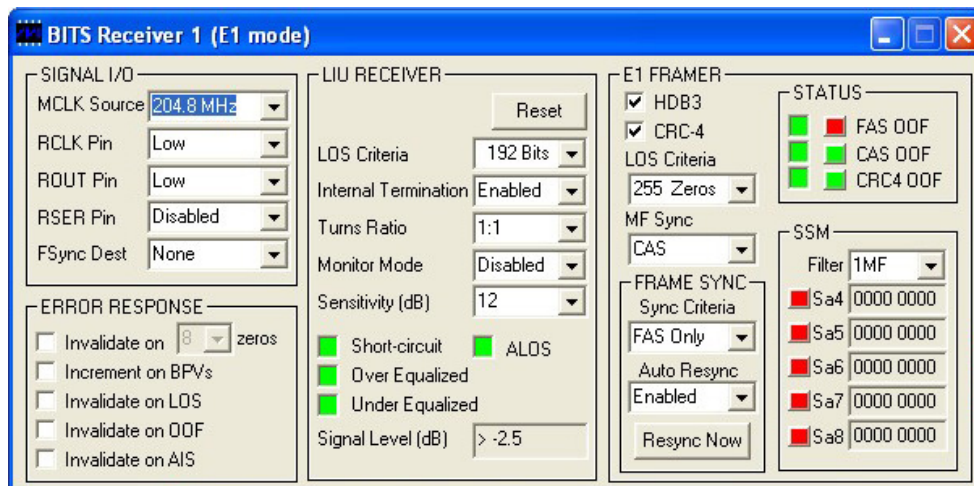 BITS Receiver 1 (E1 mode)
SIGNAL I/O
MCLK Source 204.8 MHz
RCLK Pin Low
ROUT Pin Low
RSER Pin Disabled
FSync Dest None
ERROR RESPONSE
Invalidate on 8 zeros
Increment on BPVs
Invalidate on LOS
Invalidate on OOF
Invalidate on AIS
LIU RECEIVER
Reset
LOS Criteria 192 Bits
Internal Termination Enabled
Turns Ratio 1:1
Monitor Mode Disabled
Sensitivity (dB) 12
Short-circuit ALOS
Over Equalized
Under Equalized
Signal Level (dB) > -2.5
E1 FRAMER
HDB3
CRC-4
LOS Criteria
255 Zeros
MF Sync
CAS
FRAME SYNC
Sync Criteria
FAS Only
Auto Resync
Enabled
Resync Now
STATUS
FAS OOF
CAS OOF
CRC4 OOF
SSM
Filter 1MF
Sa4 0000 0000
Sa5 0000 0000
Sa6 0000 0000
Sa7 0000 0000
Sa8 0000 0000